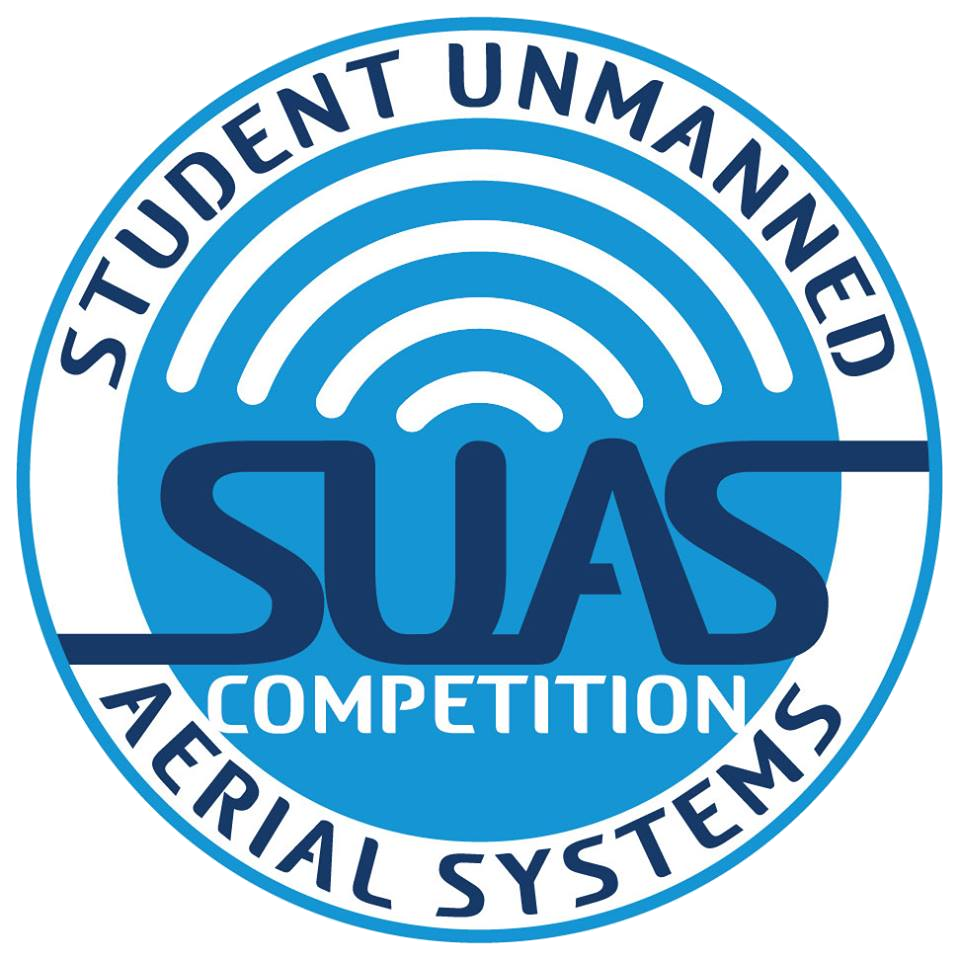 STUDENT UNMANNED
SUAS
COMPETITION
AERIAL SYSTEMS